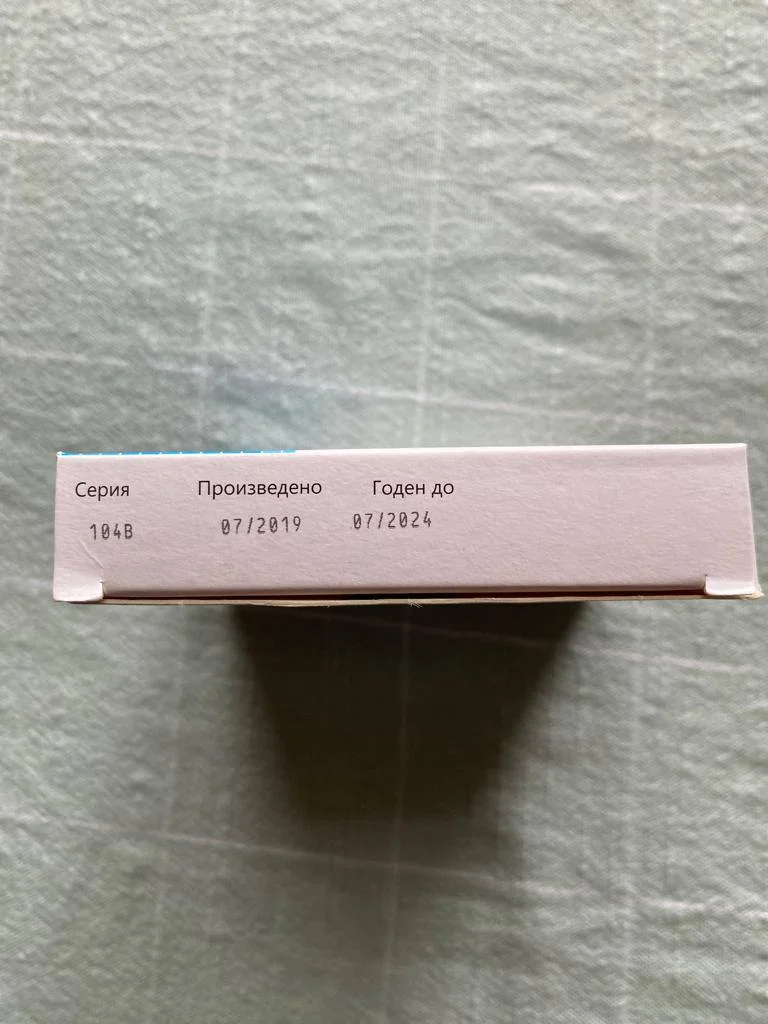 Серия Произведено Годен до
104B 07/2019 07/2024